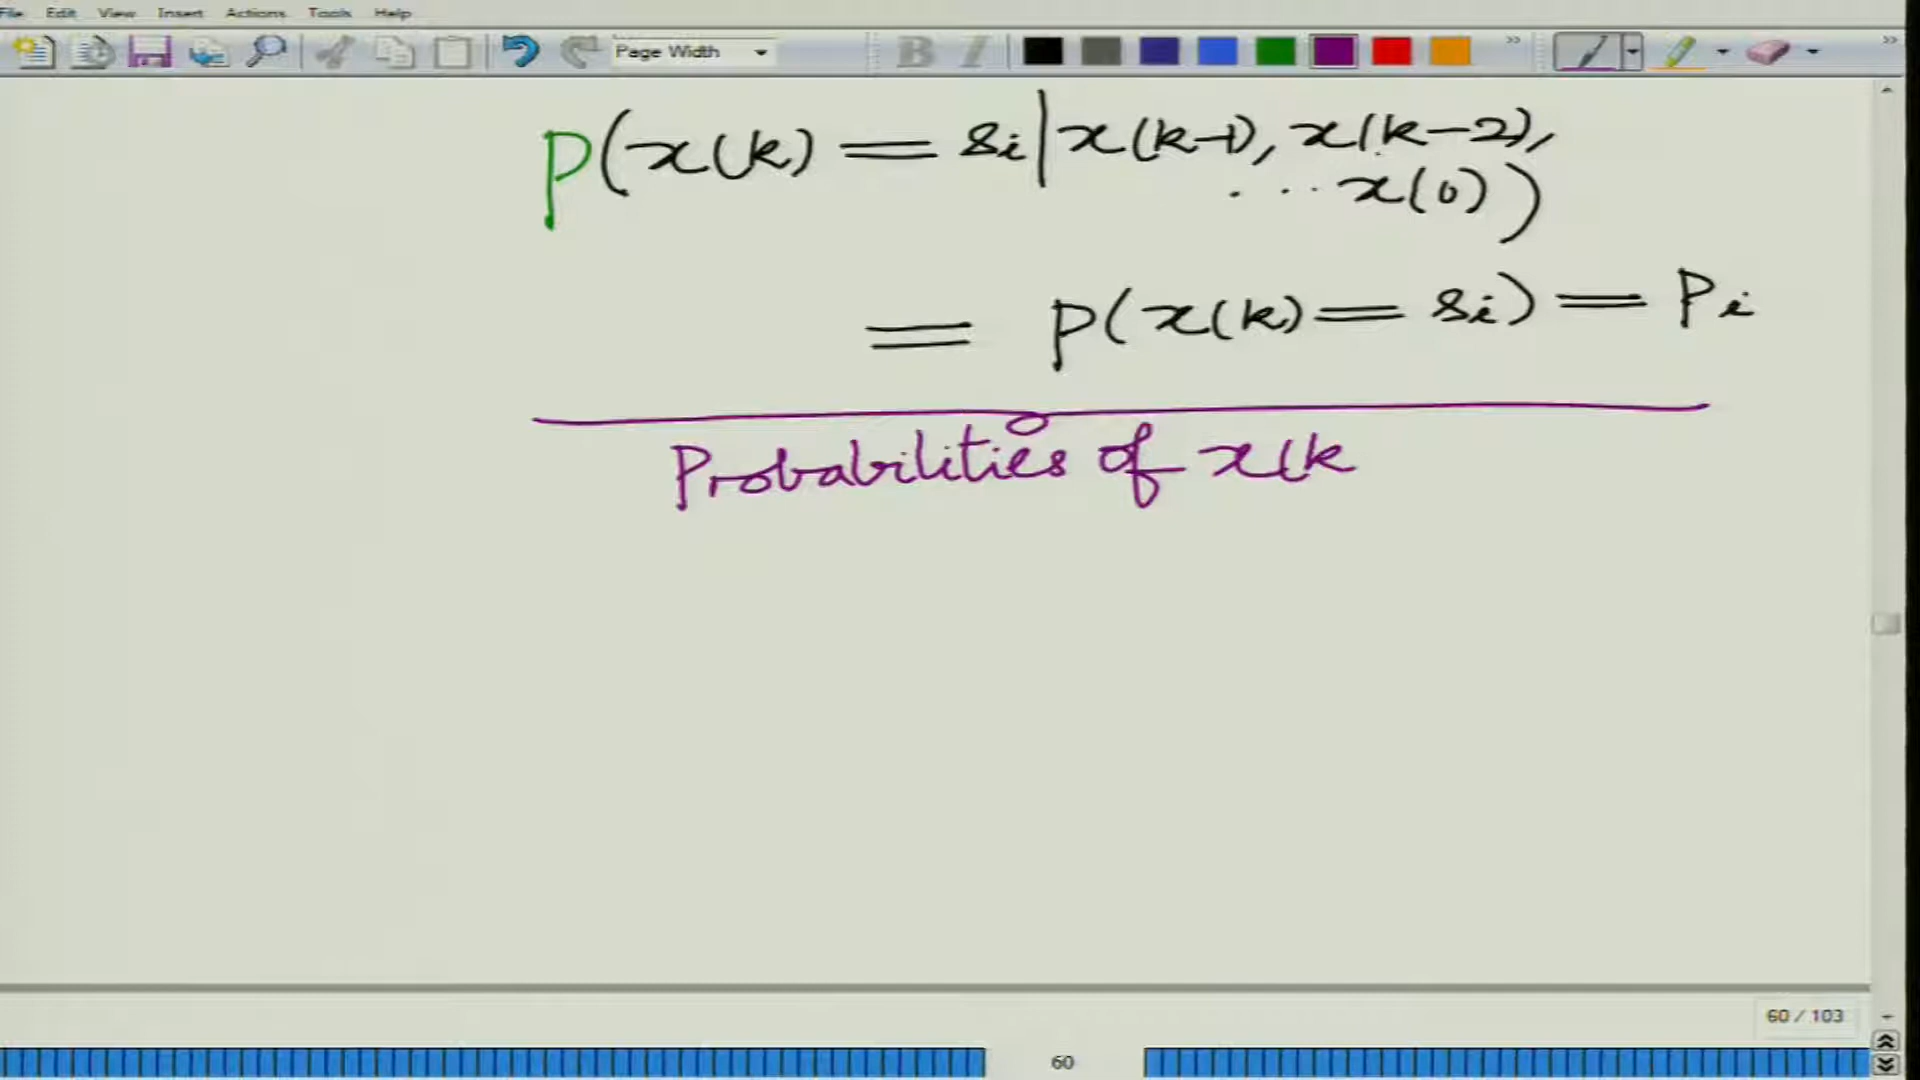 File Edit View Insert Actions Tools Help
Page Width B I
P(x(k) = si | x(k-1), x(k-2),
... x(0))
= P(x(k) = si) = Pi
Probabilities of x(k
60 / 103
60